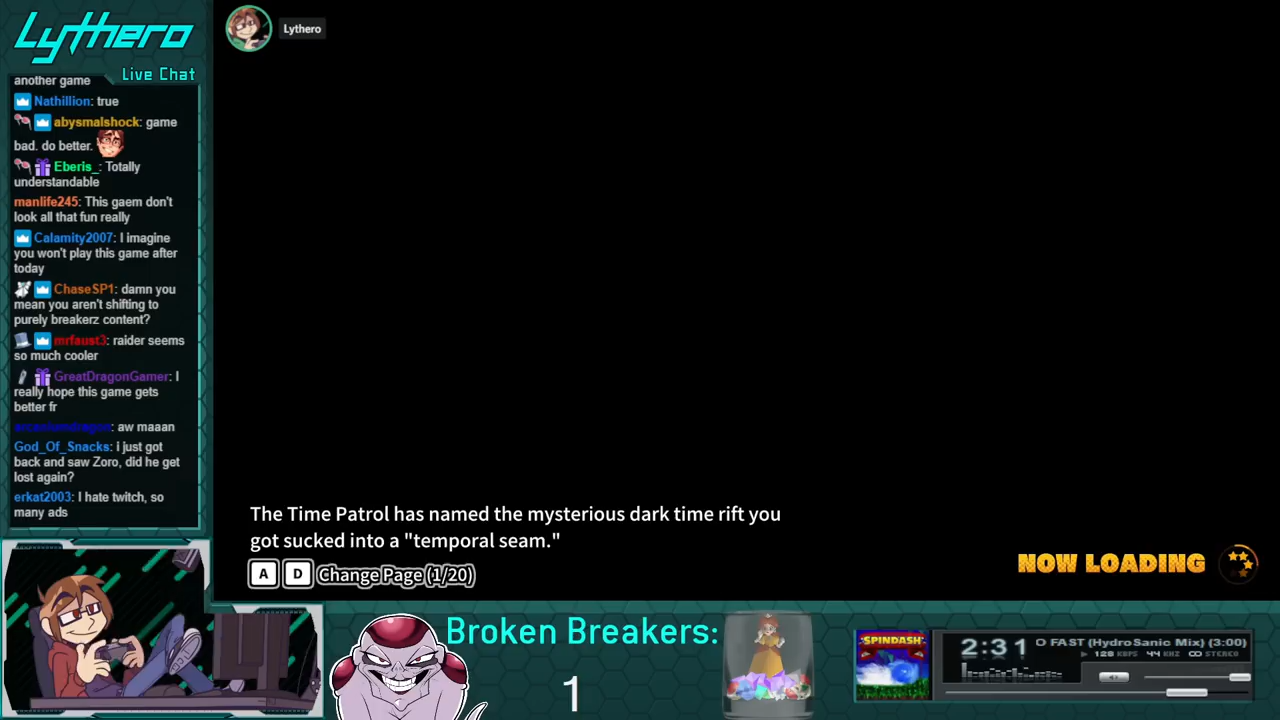 Lythero
Live Chat
another game
Nathillion: true
abysmalshock: game
bad. do better.
Eberis_: Totally
understandable
manlife245: This gaem don't
look all that fun really
Calamity2007: I imagine
you won't play this game after
today
ChaseSP1: damn you
mean you aren't shifting to
purely breakerz content?
mrfaust3: raider seems
so much cooler
GreatDragonGamer: I
really hope this game gets
better fr
: aw maaan
God_Of_Snacks: i just got
back and saw Zoro, did he get
lost again?
erkat2003: I hate twitch, so
many ads
Lythero
The Time Patrol has named the mysterious dark time rift you
got sucked into a "temporal seam."
A D Change Page (1/20)
NOW LOADING
Broken Breakers:
1
SPINDASH
2:31
O FAST (HydroSanic Mix) (3:00)
128 KBPS 44 KHZ STEREO